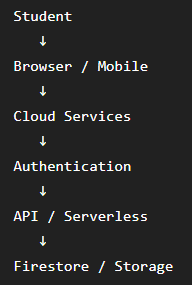 Student
↓
Browser / Mobile
↓
Cloud Services
↓
Authentication
↓
API / Serverless
↓
Firestore / Storage